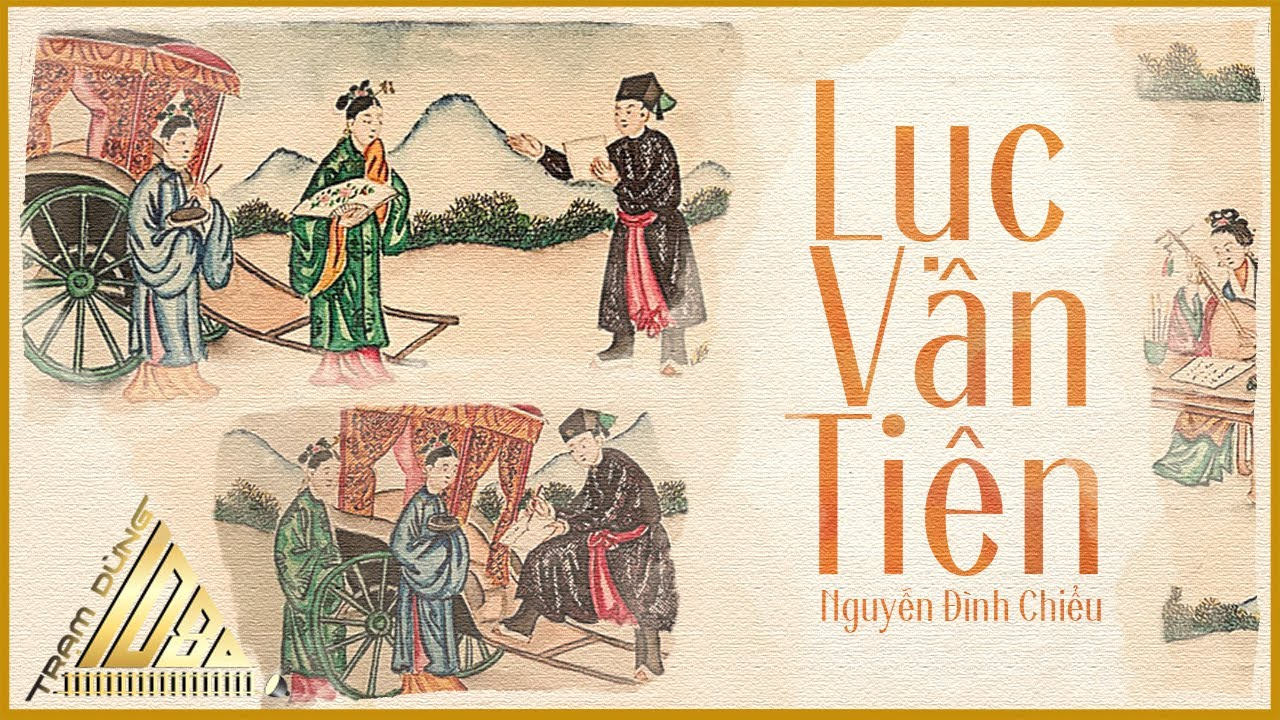 Lục
Vân
Tiên
Nguyễn Đình Chiểu
TRẠM DỪNG
1080